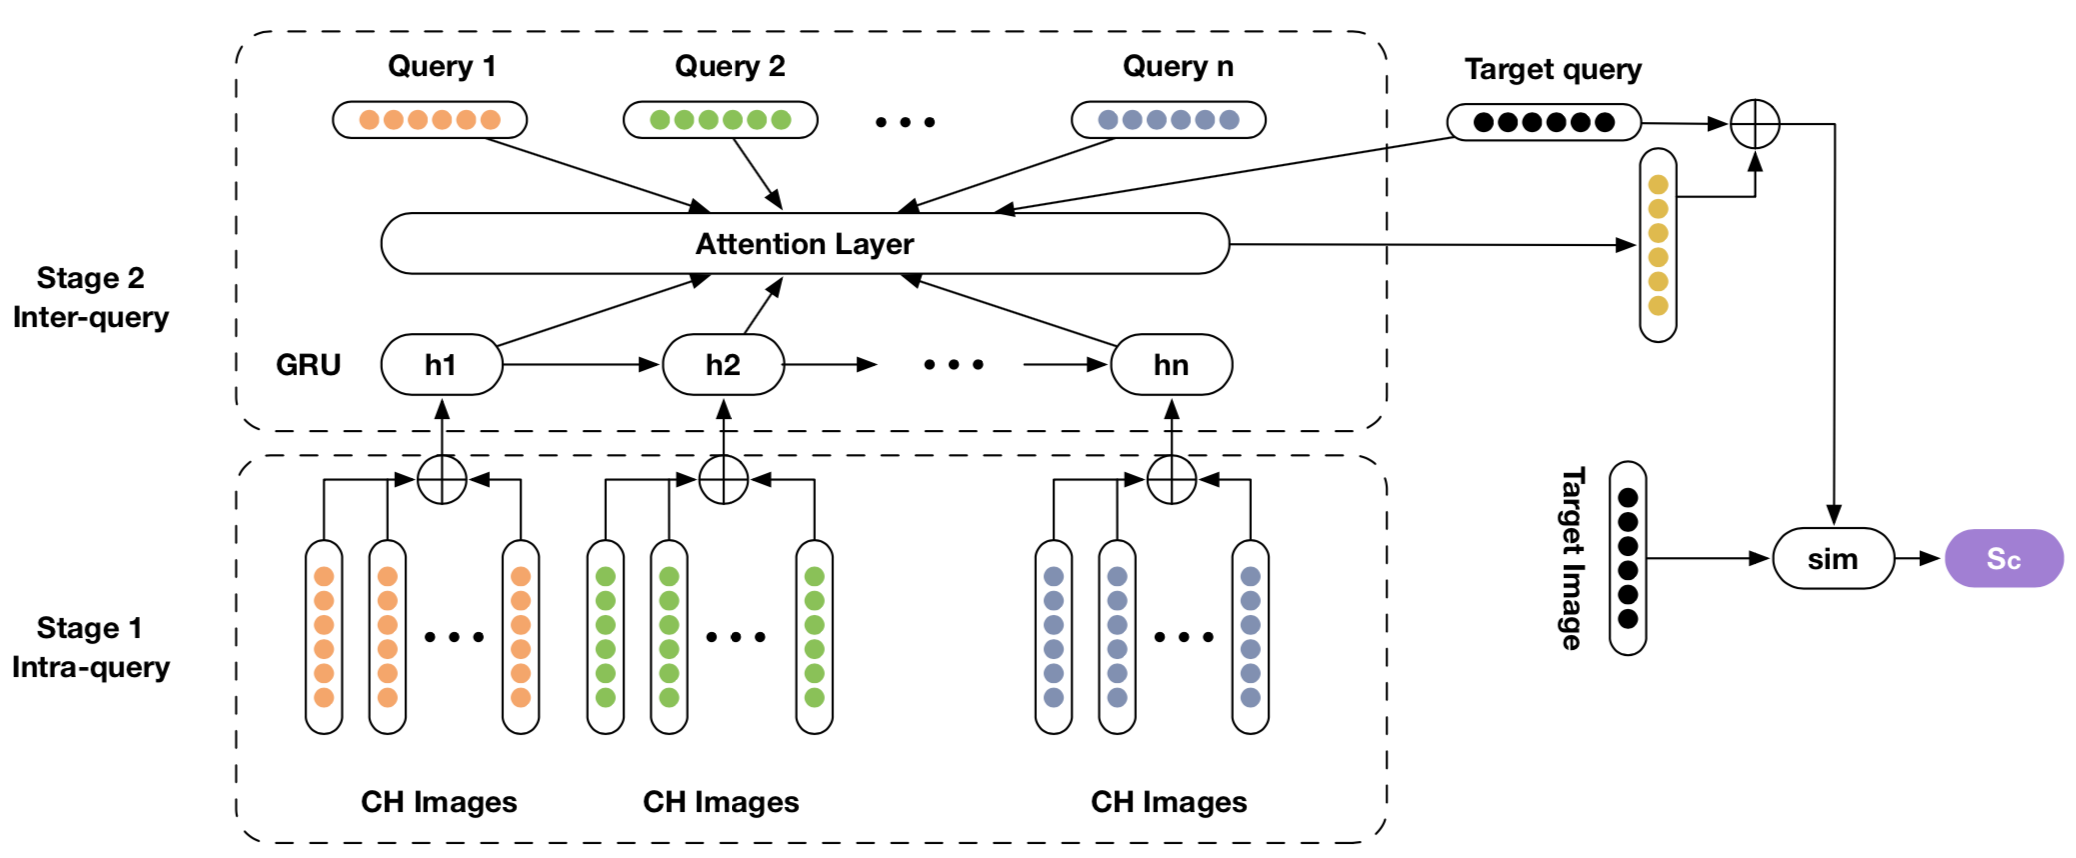 Query 1
Query 2
Query n
Target query
Attention Layer
Stage 2
Inter-query
GRU
h1
h2
hn
Target Image
sim
Sc
Stage 1
Intra-query
CH Images
CH Images
CH Images